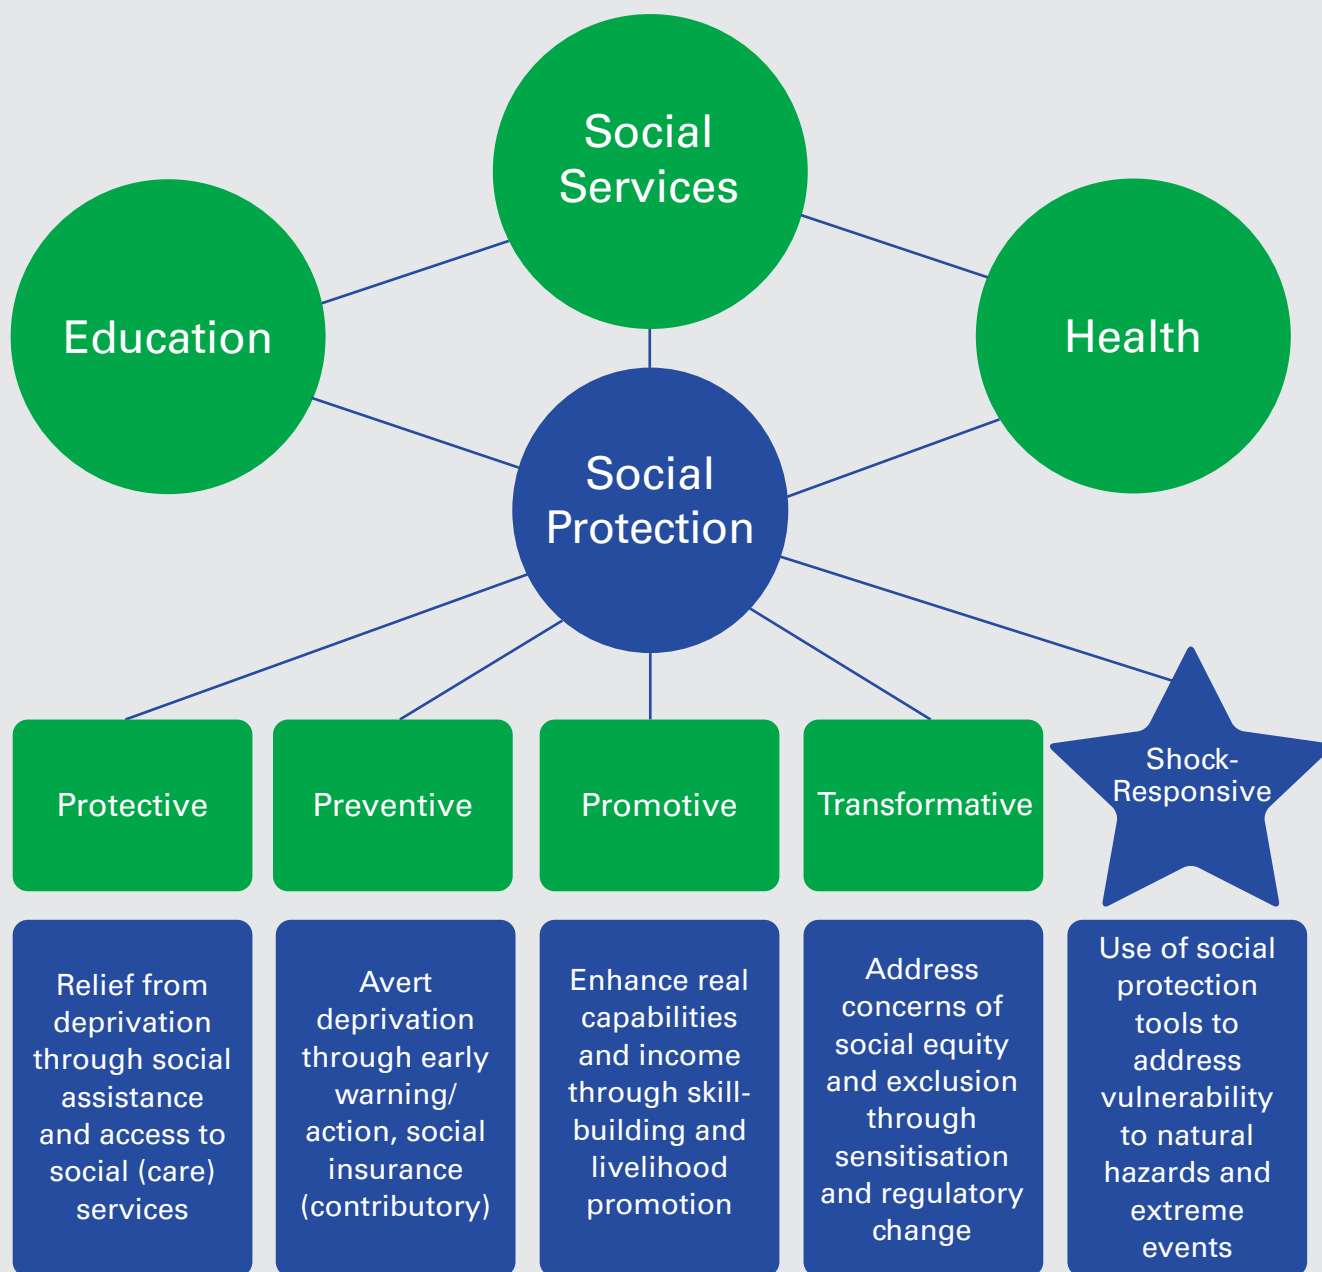 Social
Services
Education
Health
Social
Protection
Protective
Preventive
Promotive
Transformative
Shock-
Responsive
Relief from
deprivation
through social
assistance
and access to
social (care)
services
Avert
deprivation
through early
warning/
action, social
insurance
(contributory)
Enhance real
capabilities
and income
through skill-
building and
livelihood
promotion
Address
concerns of
social equity
and exclusion
through
sensitisation
and regulatory
change
Use of social
protection
tools to
address
vulnerability
to natural
hazards and
extreme
events